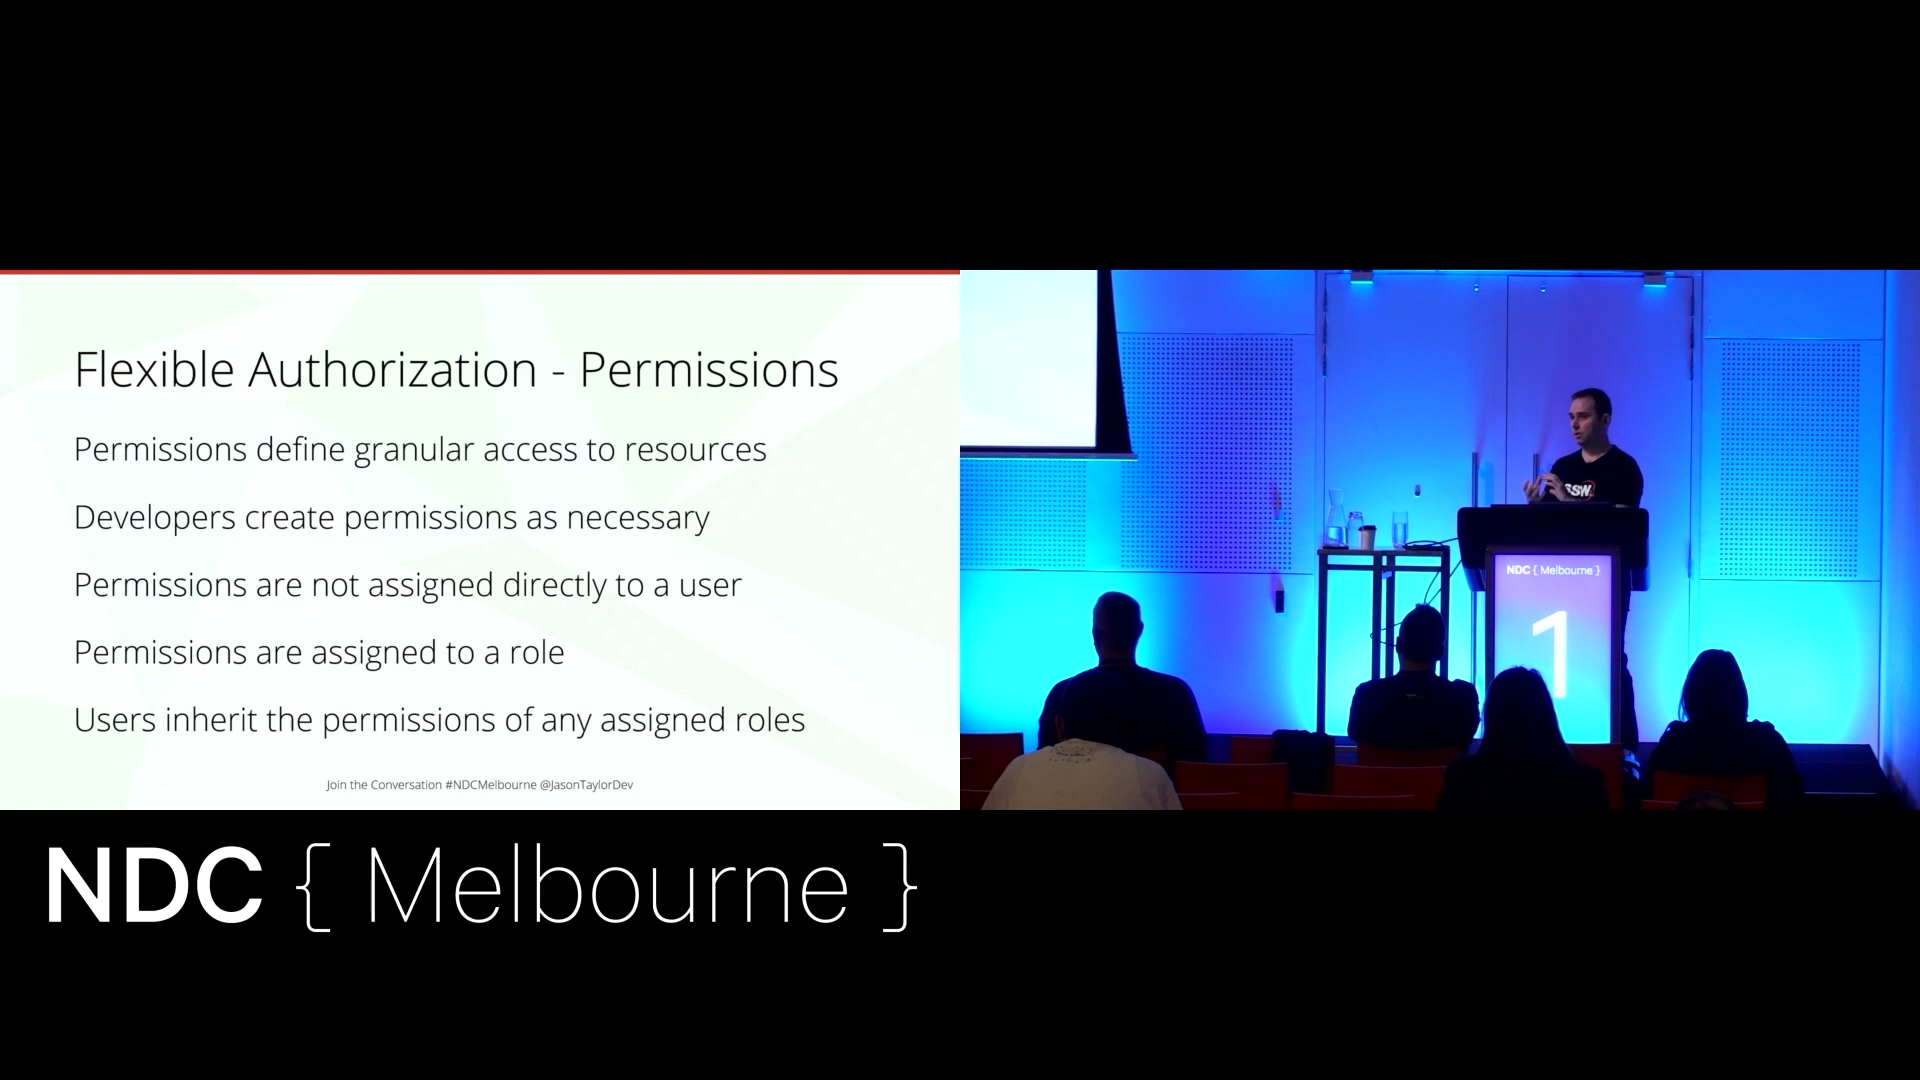 Flexible Authorization - Permissions
Permissions define granular access to resources
Developers create permissions as necessary
Permissions are not assigned directly to a user
Permissions are assigned to a role
Users inherit the permissions of any assigned roles
Join the Conversation #NDCMelbourne @JasonTaylorDev
SSW
NDC { Melbourne }
1
NDC { Melbourne }